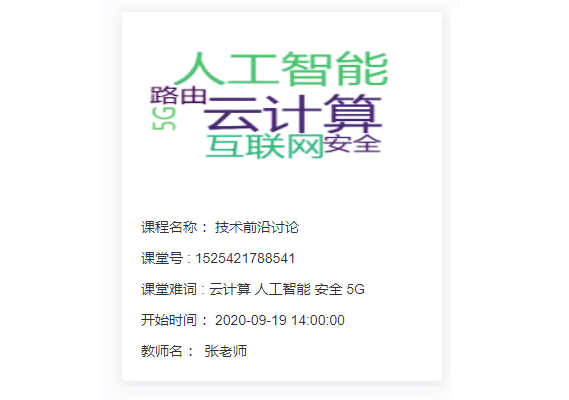 人工智能
路由
云计算
5G
互联网
安全
课程名称： 技术前沿讨论
课堂号 : 1525421788541
课堂难词 : 云计算 人工智能 安全 5G
开始时间： 2020-09-19 14:00:00
教师名： 张老师